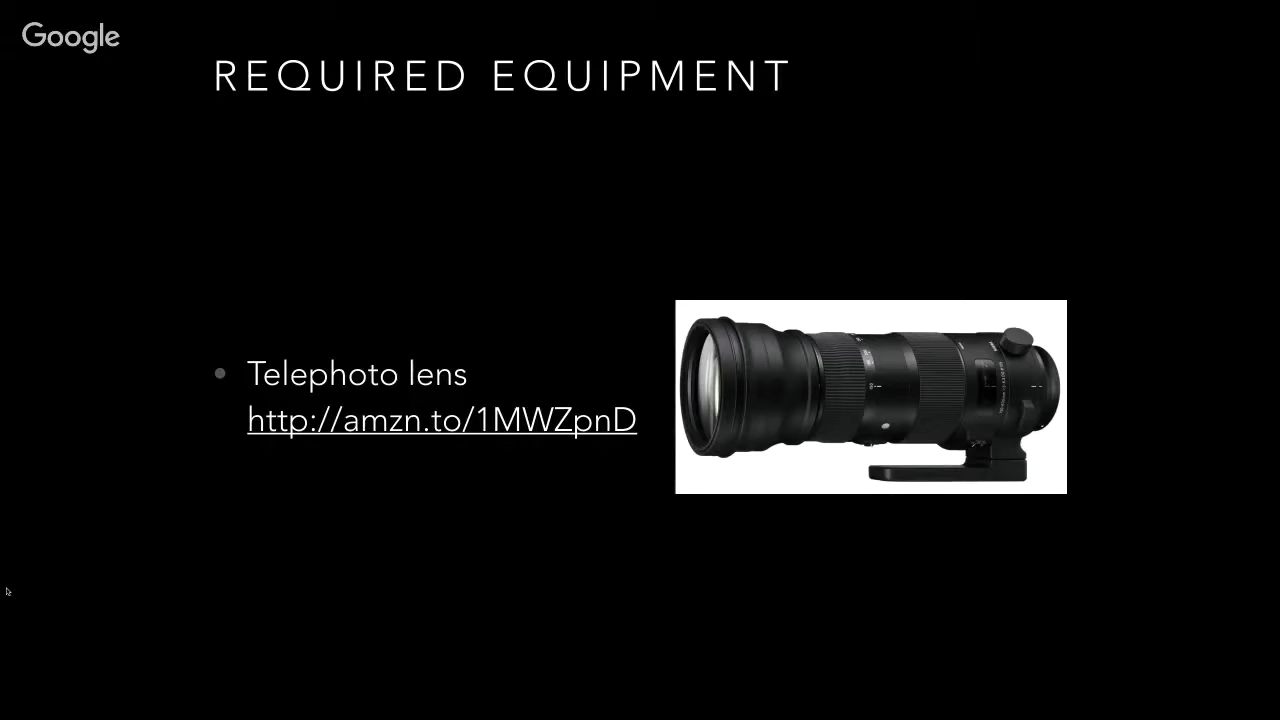 Google
REQUIRED EQUIPMENT
Telephoto lens
http://amzn.to/1MWZpnD